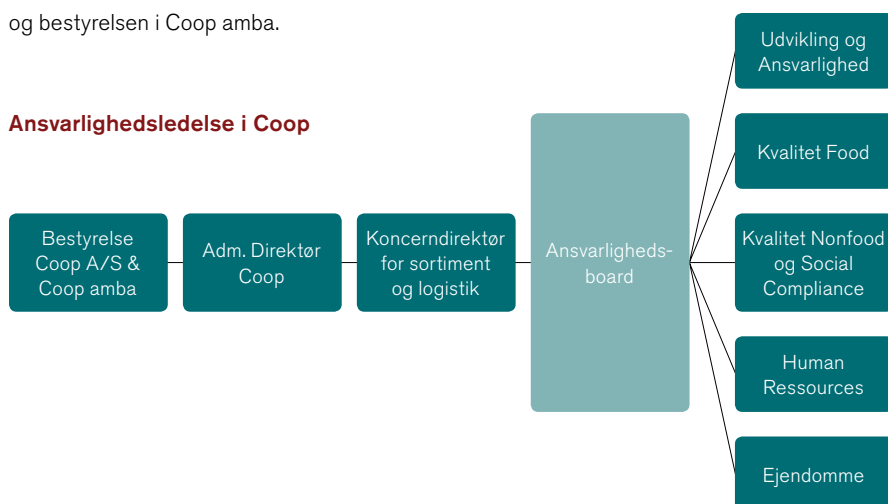 og bestyrelsen i Coop amba.
Ansvarlighedsledelse i Coop
Bestyrelse
Coop A/S &
Coop amba
Adm. Direktør
Coop
Koncerndirektør
for sortiment
og logistik
Ansvarligheds-
board
Udvikling og
Ansvarlighed
Kvalitet Food
Kvalitet Nonfood
og Social
Compliance
Human
Ressources
Ejendomme